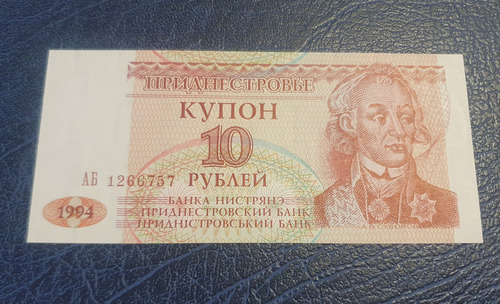 ПРИДНЕСТРОВЬЕ
КУПОН
10
АБ 1266757 РУБЛЕЙ
БАНКА НИСТРЯНЭ
1994 ПРИДНЕСТРОВСКИЙ БАНК
ПРИДНІСТРОВСЬКИЙ БАНК